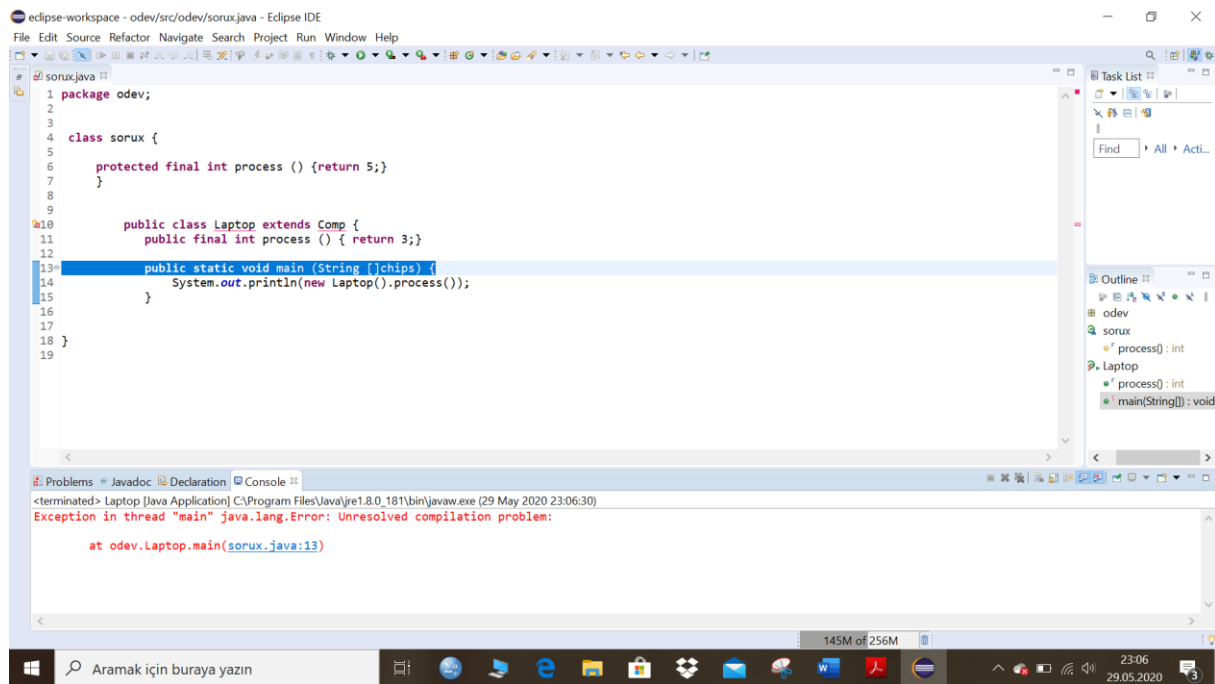 eclipse-workspace - odev/src/odev/sorux.java - Eclipse IDE
File Edit Source Refactor Navigate Search Project Run Window Help
sorux.java
Task List
1 package odev;
2
3
4 class sorux {
5
6 protected final int process () {return 5;}
7 }
8
9
10 public class Laptop extends Comp {
11 public final int process () { return 3;}
12
13 public static void main (String []chips) {
14 System.out.println(new Laptop().process());
15 }
16
17
18 }
19
Find All Acti...
Outline
odev
sorux
process() : int
Laptop
process() : int
main(String[]) : void
Problems Javadoc Declaration Console
<terminated> Laptop [Java Application] C:\Program Files\Java\jre1.8.0_181\bin\javaw.exe (29 May 2020 23:06:30)
Exception in thread "main" java.lang.Error: Unresolved compilation problem:
at odev.Laptop.main(sorux.java:13)
145M of 256M
Aramak için buraya yazın
23:06
29.05.2020
3